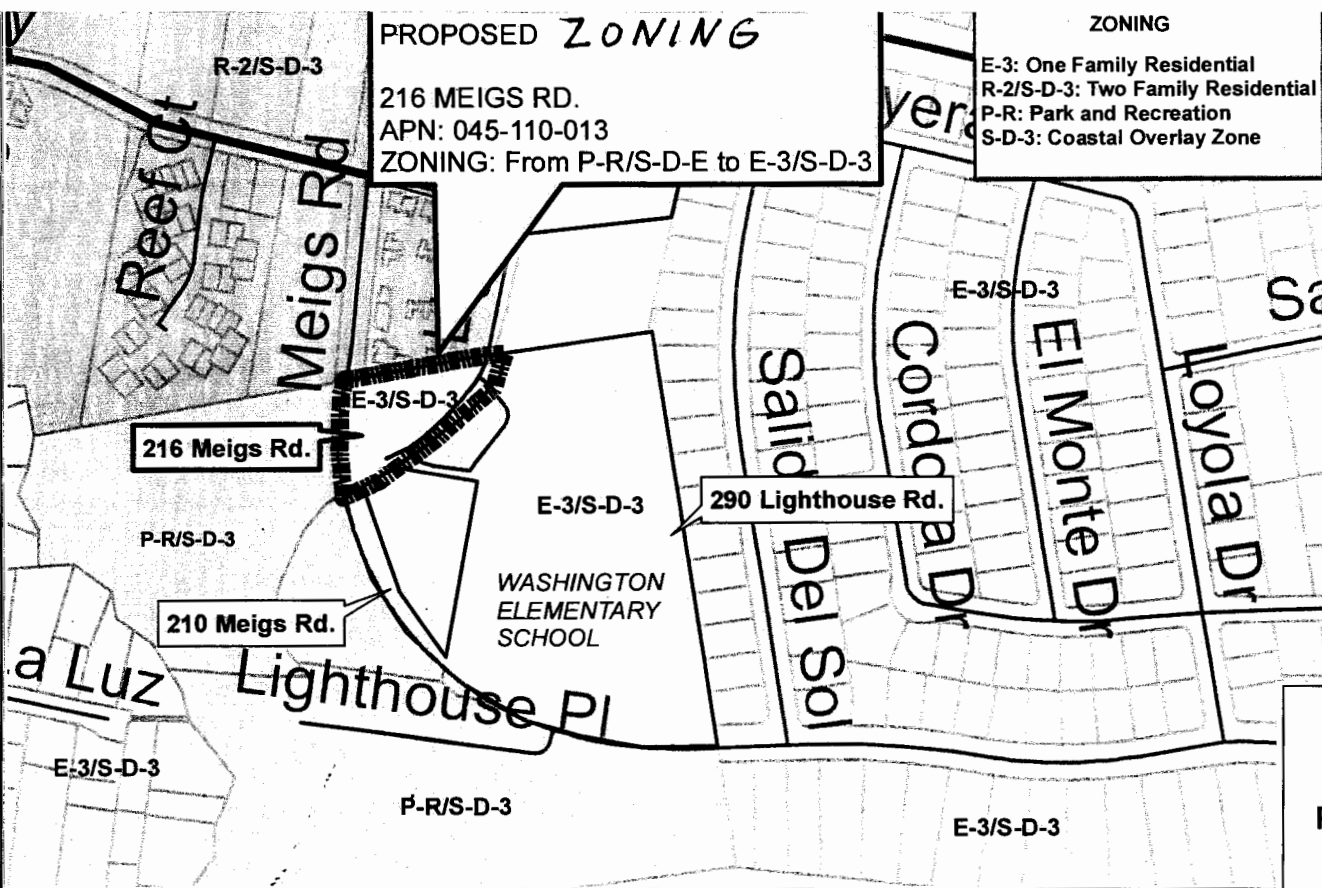 PROPOSED ZONING
216 MEIGS RD.
APN: 045-110-013
ZONING: From P-R/S-D-E to E-3/S-D-3
ZONING
E-3: One Family Residential
R-2/S-D-3: Two Family Residential
P-R: Park and Recreation
S-D-3: Coastal Overlay Zone
R-2/S-D-3
Reef Ct
Meigs Rd
E-3/S-D-3
216 Meigs Rd.
P-R/S-D-3
210 Meigs Rd.
E-3/S-D-3
290 Lighthouse Rd.
WASHINGTON
ELEMENTARY
SCHOOL
E-3/S-D-3
Salida Del Sol
Cordova Dr
El Monte Dr
Loyola Dr
Sa
a Luz
Lighthouse Pl
E-3/S-D-3
P-R/S-D-3
E-3/S-D-3